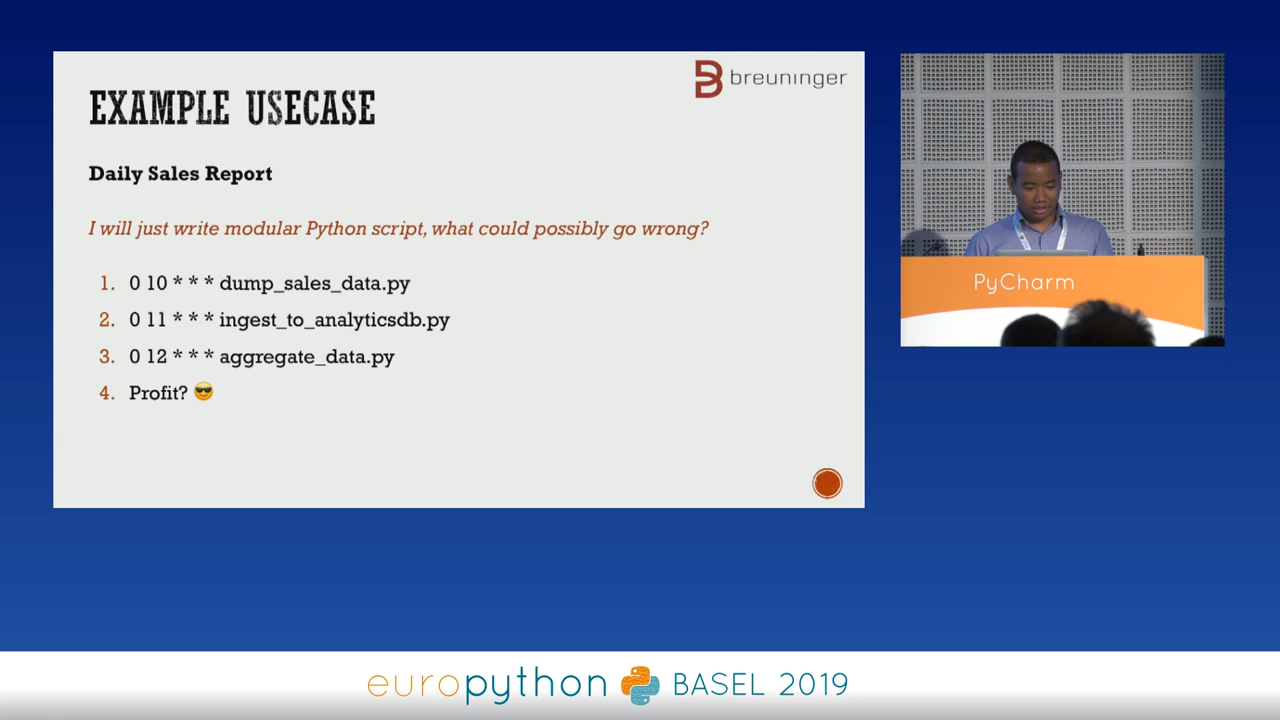 breuninger
EXAMPLE USECASE
Daily Sales Report
I will just write modular Python script, what could possibly go wrong?
1. 0 10 * * * dump_sales_data.py
2. 0 11 * * * ingest_to_analyticsdb.py
3. 0 12 * * * aggregate_data.py
4. Profit? 😎
PyCharm
europython BASEL 2019